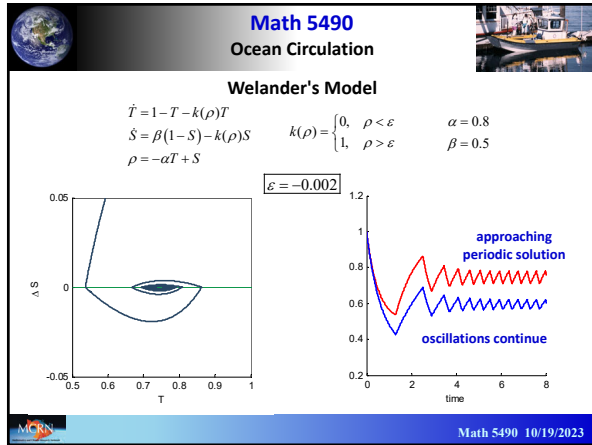 Math 5490
Ocean Circulation
Welander's Model
Ṫ = 1 − T − k(ρ)T
Ṡ = β(1 − S) − k(ρ)S
ρ = −αT + S
k(ρ) = {0, ρ < ε
1, ρ > ε
α = 0.8
β = 0.5
ε = −0.002
0.05
0
-0.05
Δ S
0.5 0.6 0.7 0.8 0.9 1
T
1.2
1
0.8
0.6
0.4
0.2
approaching
periodic solution
oscillations continue
0 2 4 6 8
time
MCRN
Math 5490 10/19/2023